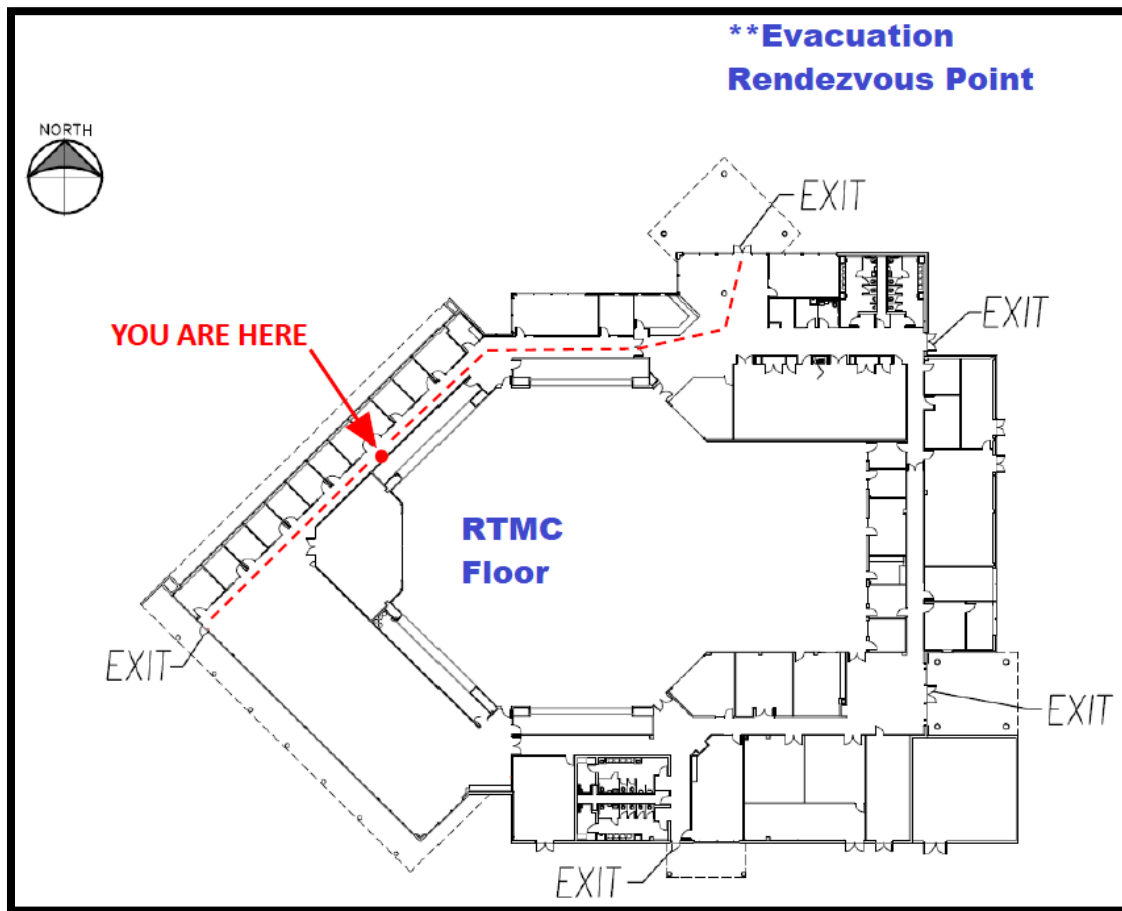 **Evacuation
Rendezvous Point
NORTH
EXIT
EXIT
YOU ARE HERE
RTMC
Floor
EXIT
EXIT
EXIT